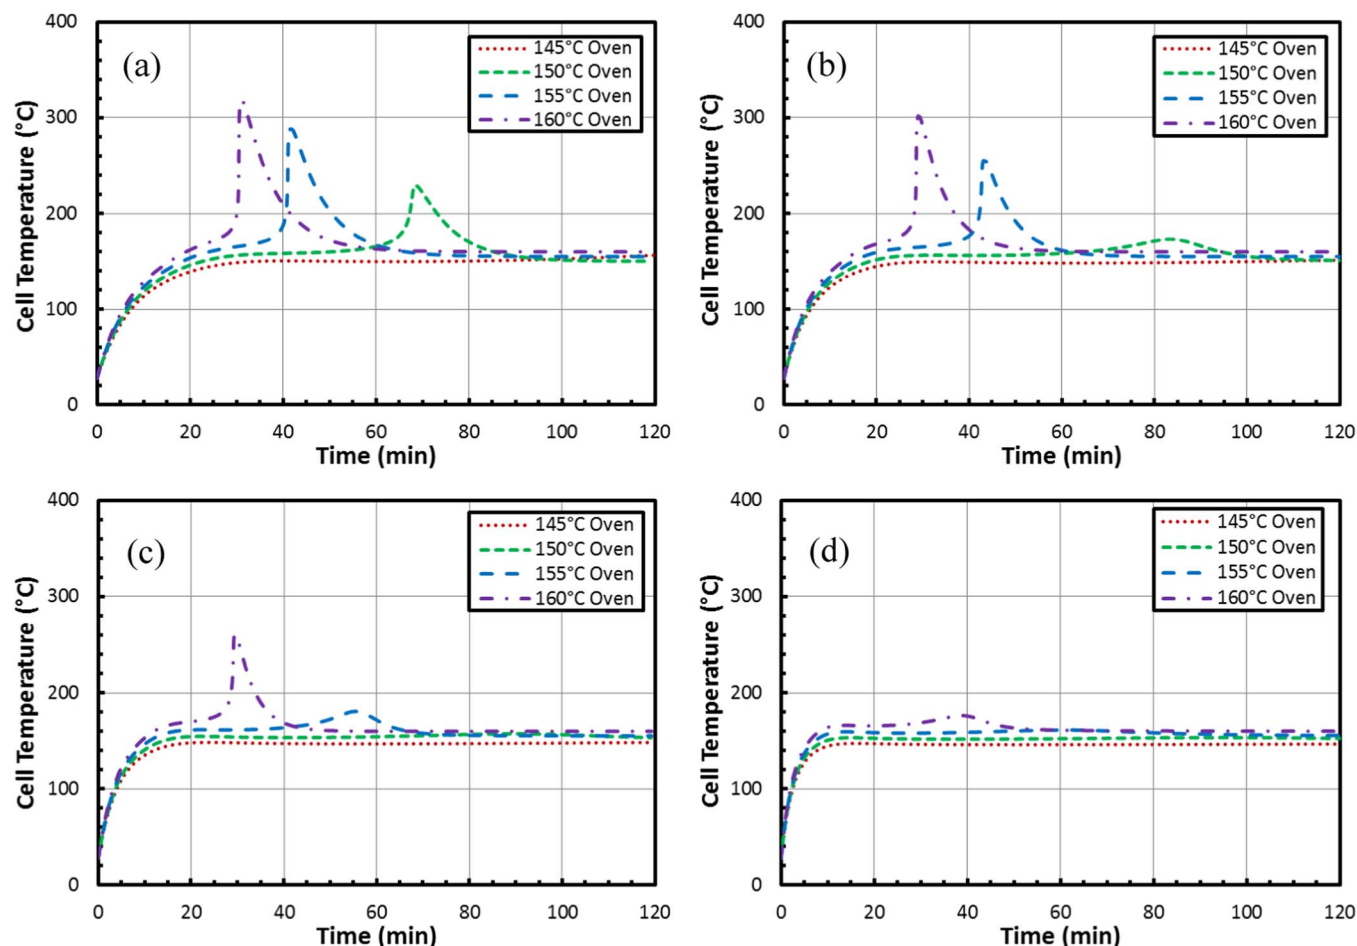 (a)
145°C Oven
150°C Oven
155°C Oven
160°C Oven
Cell Temperature (°C)
400
300
200
100
0
0 20 40 60 80 100 120
Time (min)
(b)
145°C Oven
150°C Oven
155°C Oven
160°C Oven
Cell Temperature (°C)
400
300
200
100
0
0 20 40 60 80 100 120
Time (min)
(c)
145°C Oven
150°C Oven
155°C Oven
160°C Oven
Cell Temperature (°C)
400
300
200
100
0
0 20 40 60 80 100 120
Time (min)
(d)
145°C Oven
150°C Oven
155°C Oven
160°C Oven
Cell Temperature (°C)
400
300
200
100
0
0 20 40 60 80 100 120
Time (min)